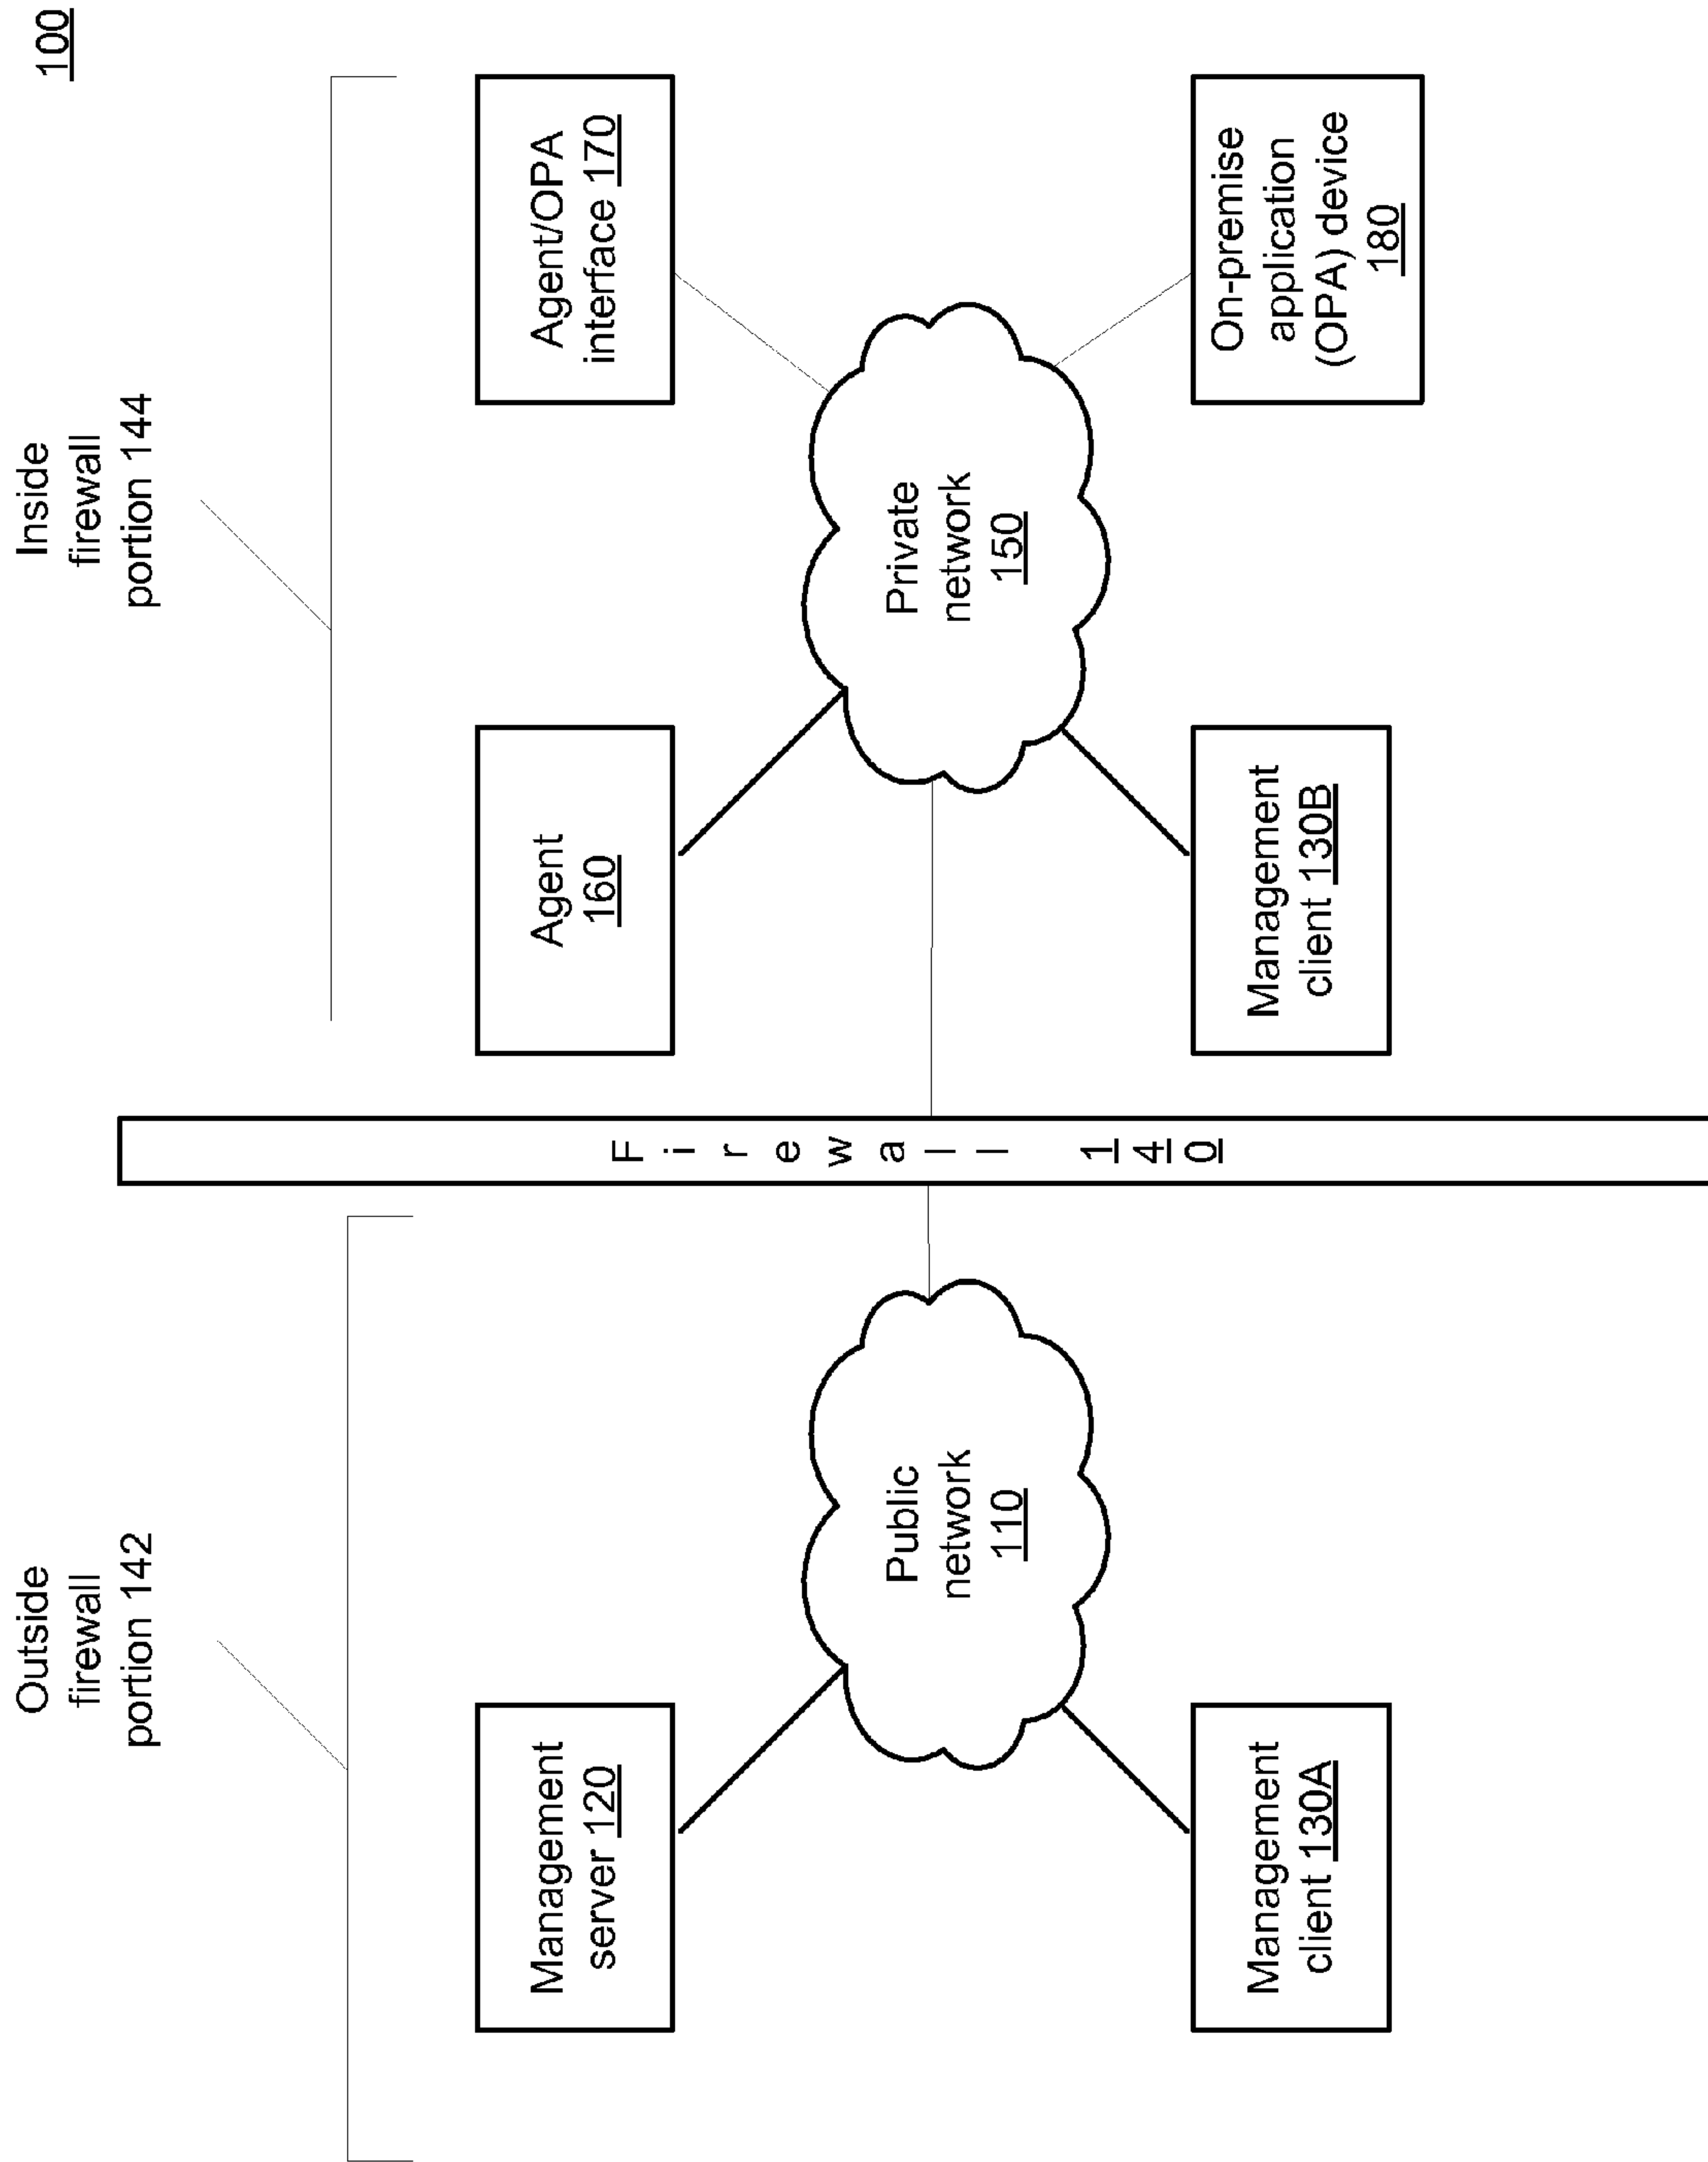 100
Outside
firewall
portion 142
Inside
firewall
portion 144
Management
server 120
Agent
160
Agent/OPA
interface 170
Public
network
110
Firewall 140
Private
network
150
Management
client 130A
Management
client 130B
On-premise
application
(OPA) device
180